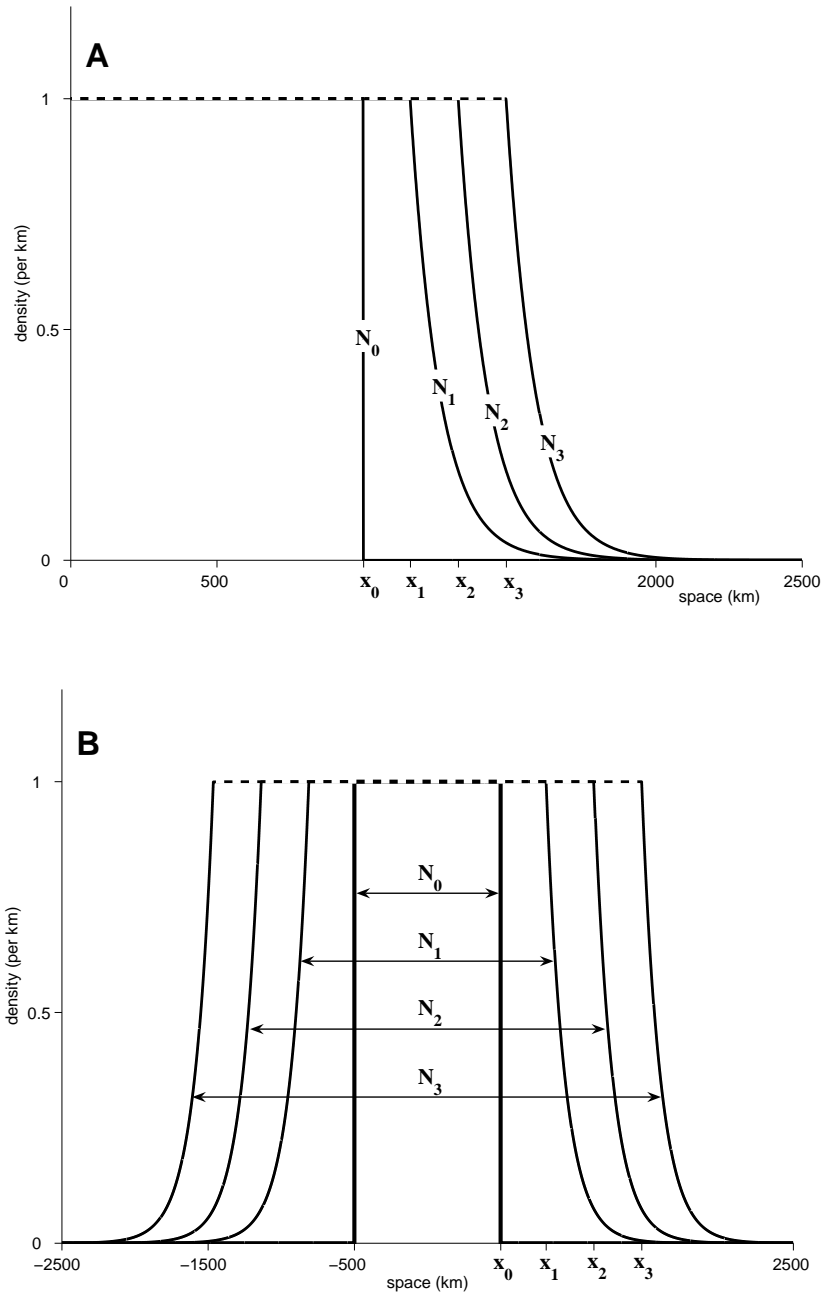 A
1
density (per km)
0.5
N0
N1
N2
N3
0
0 500 x0 x1 x2 x3 2000 2500
space (km)
B
1
N0
N1
density (per km)
0.5
N2
N3
0
−2500 −1500 −500 x0 x1 x2 x3 2500
space (km)